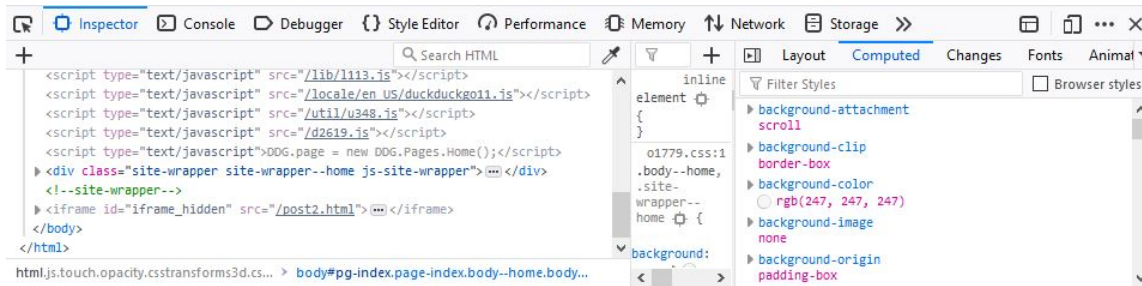 Inspector Console Debugger {} Style Editor Performance Memory Network Storage
+ Search HTML +
Layout Computed Changes Fonts Animat
<script type="text/javascript" src="/lib/l113.js"></script>
<script type="text/javascript" src="/locale/en_US/duckduckgo11.js"></script>
<script type="text/javascript" src="/util/u348.js"></script>
<script type="text/javascript" src="/d2619.js"></script>
<script type="text/javascript">DDG.page = new DDG.Pages.Home();</script>
<div class="site-wrapper site-wrapper--home js-site-wrapper"></div>
<!--site-wrapper-->
<iframe id="iframe_hidden" src="/post2.html"></iframe>
</body>
</html>
html.js.touch.opacity.csstransforms3d.cs... > body#pg-index.page-index.body--home.body...
inline
element
{
}
o1779.css:1
.body--home,
.site-
wrapper--
home {
background:
Filter Styles Browser styles
background-attachment
scroll
background-clip
border-box
background-color
rgb(247, 247, 247)
background-image
none
background-origin
padding-box